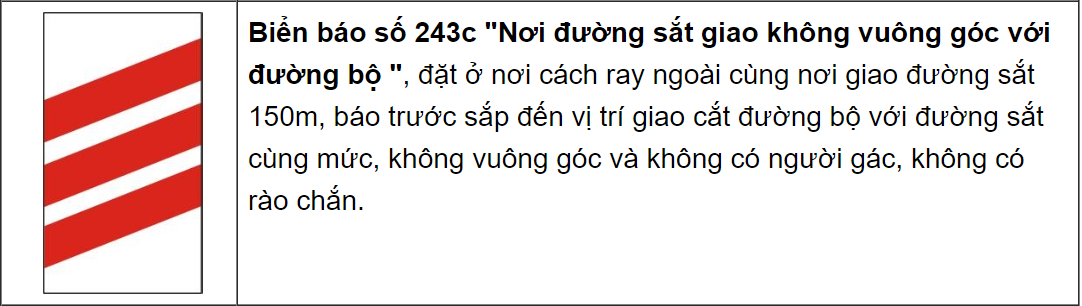 Biển báo số 243c "Nơi đường sắt giao không vuông góc với
đường bộ ", đặt ở nơi cách ray ngoài cùng nơi giao đường sắt
150m, báo trước sắp đến vị trí giao cắt đường bộ với đường sắt
cùng mức, không vuông góc và không có người gác, không có
rào chắn.